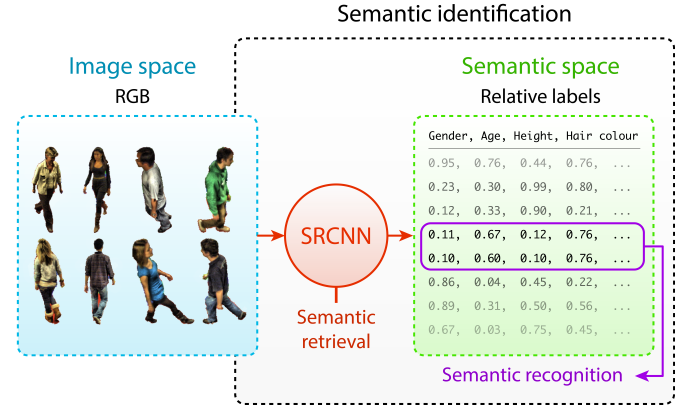 Semantic identification
Image space
RGB
Semantic space
Relative labels
Gender, Age, Height, Hair colour
0.95, 0.76, 0.44, 0.76, ...
0.23, 0.30, 0.99, 0.80, ...
0.12, 0.33, 0.90, 0.21, ...
0.11, 0.67, 0.12, 0.76, ...
0.10, 0.60, 0.10, 0.76, ...
0.86, 0.04, 0.45, 0.22, ...
0.89, 0.31, 0.50, 0.56, ...
0.67, 0.03, 0.75, 0.45, ...
SRCNN
Semantic
retrieval
Semantic recognition